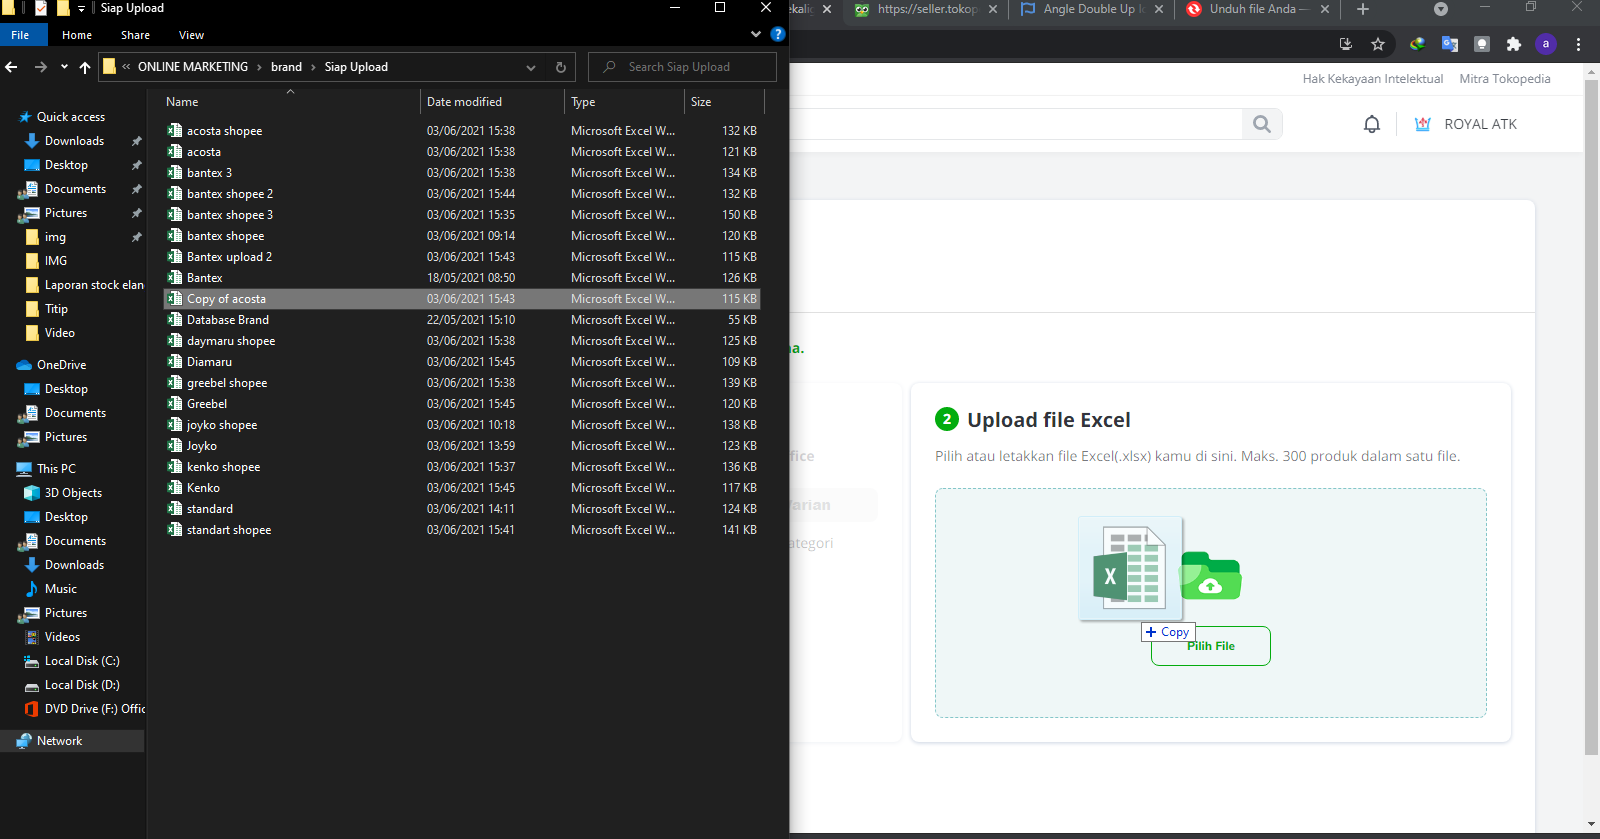 Siap Upload
File Home Share View
ONLINE MARKETING > brand > Siap Upload
Search Siap Upload
Quick access
Downloads
Desktop
Documents
Pictures
img
IMG
Laporan stock elan
Titip
Video
OneDrive
Desktop
Documents
Pictures
This PC
3D Objects
Desktop
Documents
Downloads
Music
Pictures
Videos
Local Disk (C:)
Local Disk (D:)
DVD Drive (F:) Offic
Network
Name Date modified Type Size
acosta shopee 03/06/2021 15:38 Microsoft Excel W... 132 KB
acosta 03/06/2021 15:38 Microsoft Excel W... 121 KB
bantex 3 03/06/2021 15:38 Microsoft Excel W... 134 KB
bantex shopee 2 03/06/2021 15:44 Microsoft Excel W... 132 KB
bantex shopee 3 03/06/2021 15:35 Microsoft Excel W... 150 KB
bantex shopee 03/06/2021 09:14 Microsoft Excel W... 120 KB
Bantex upload 2 03/06/2021 15:43 Microsoft Excel W... 115 KB
Bantex 18/05/2021 08:50 Microsoft Excel W... 126 KB
Copy of acosta 03/06/2021 15:43 Microsoft Excel W... 115 KB
Database Brand 22/05/2021 15:10 Microsoft Excel W... 55 KB
daymaru shopee 03/06/2021 15:38 Microsoft Excel W... 125 KB
Diamaru 03/06/2021 15:45 Microsoft Excel W... 109 KB
greebel shopee 03/06/2021 15:38 Microsoft Excel W... 139 KB
Greebel 03/06/2021 15:45 Microsoft Excel W... 120 KB
joyko shopee 03/06/2021 10:18 Microsoft Excel W... 138 KB
Joyko 03/06/2021 13:59 Microsoft Excel W... 123 KB
kenko shopee 03/06/2021 15:37 Microsoft Excel W... 136 KB
Kenko 03/06/2021 15:45 Microsoft Excel W... 117 KB
standard 03/06/2021 14:11 Microsoft Excel W... 124 KB
standart shopee 03/06/2021 15:41 Microsoft Excel W... 141 KB
ekalig https://seller.tokop Angle Double Up Ic Unduh file Anda —
a
Hak Kekayaan Intelektual Mitra Tokopedia
ROYAL ATK
na.
fice
Varian
ategori
2 Upload file Excel
Pilih atau letakkan file Excel(.xlsx) kamu di sini. Maks. 300 produk dalam satu file.
X
+ Copy
Pilih File